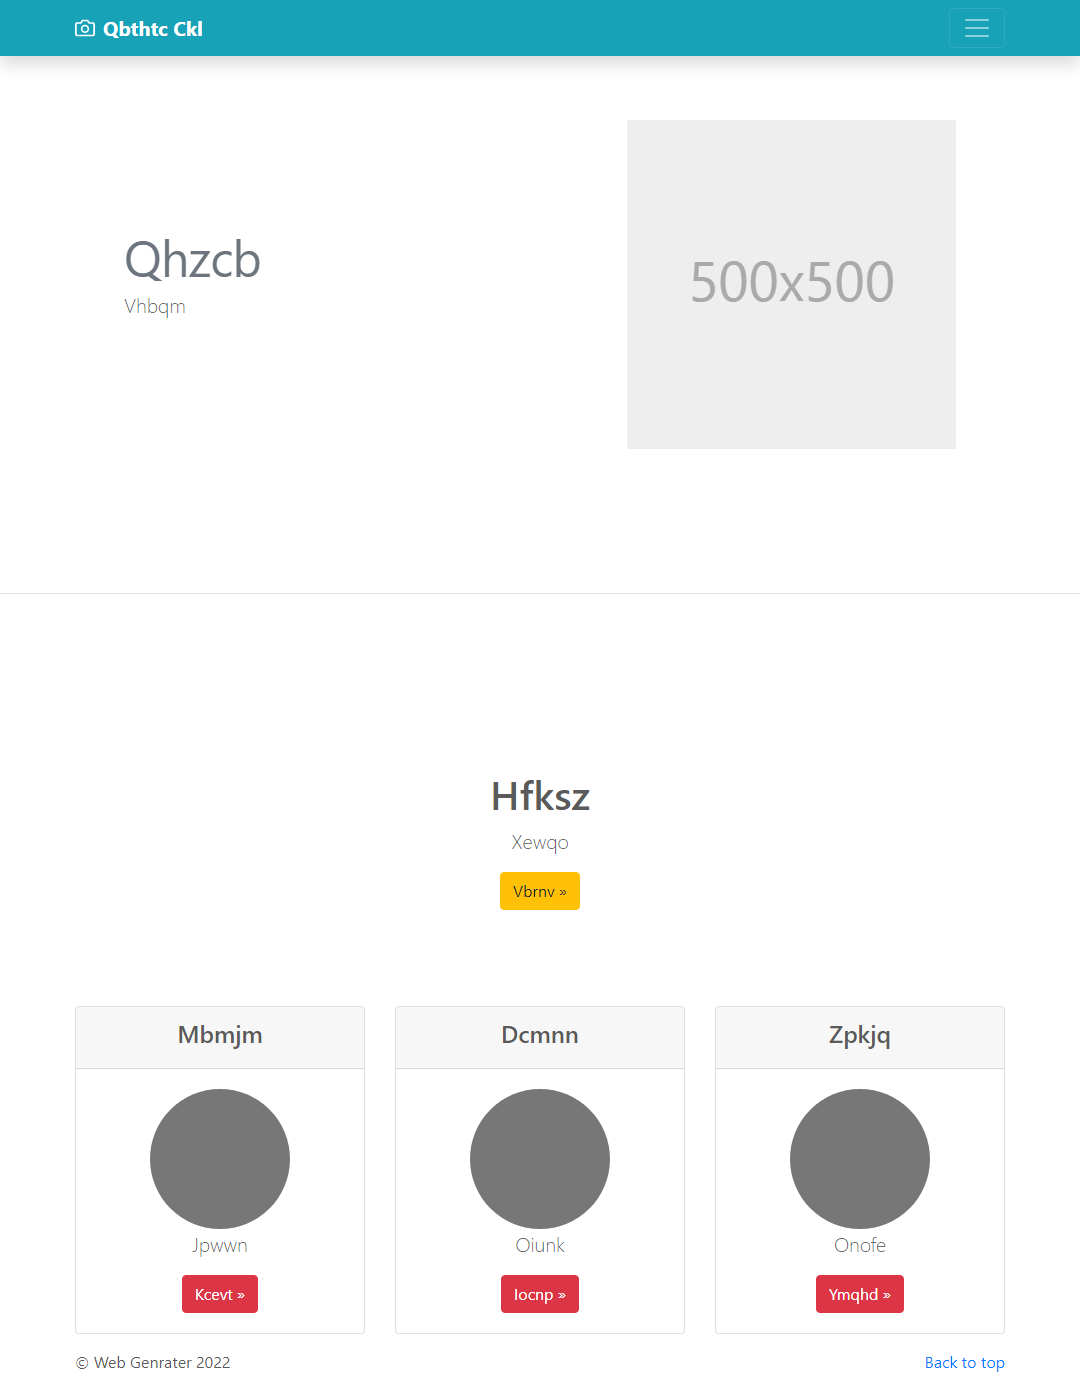 Qbthtc Ckl
Qhzcb
Vhbqm
500x500
Hfksz
Xewqo
Vbrnv »
Mbmjm
Jpwwn
Kcevt »
Dcmnn
Oiunk
Iocnp »
Zpkjq
Onofe
Ymqhd »
© Web Genrater 2022
Back to top